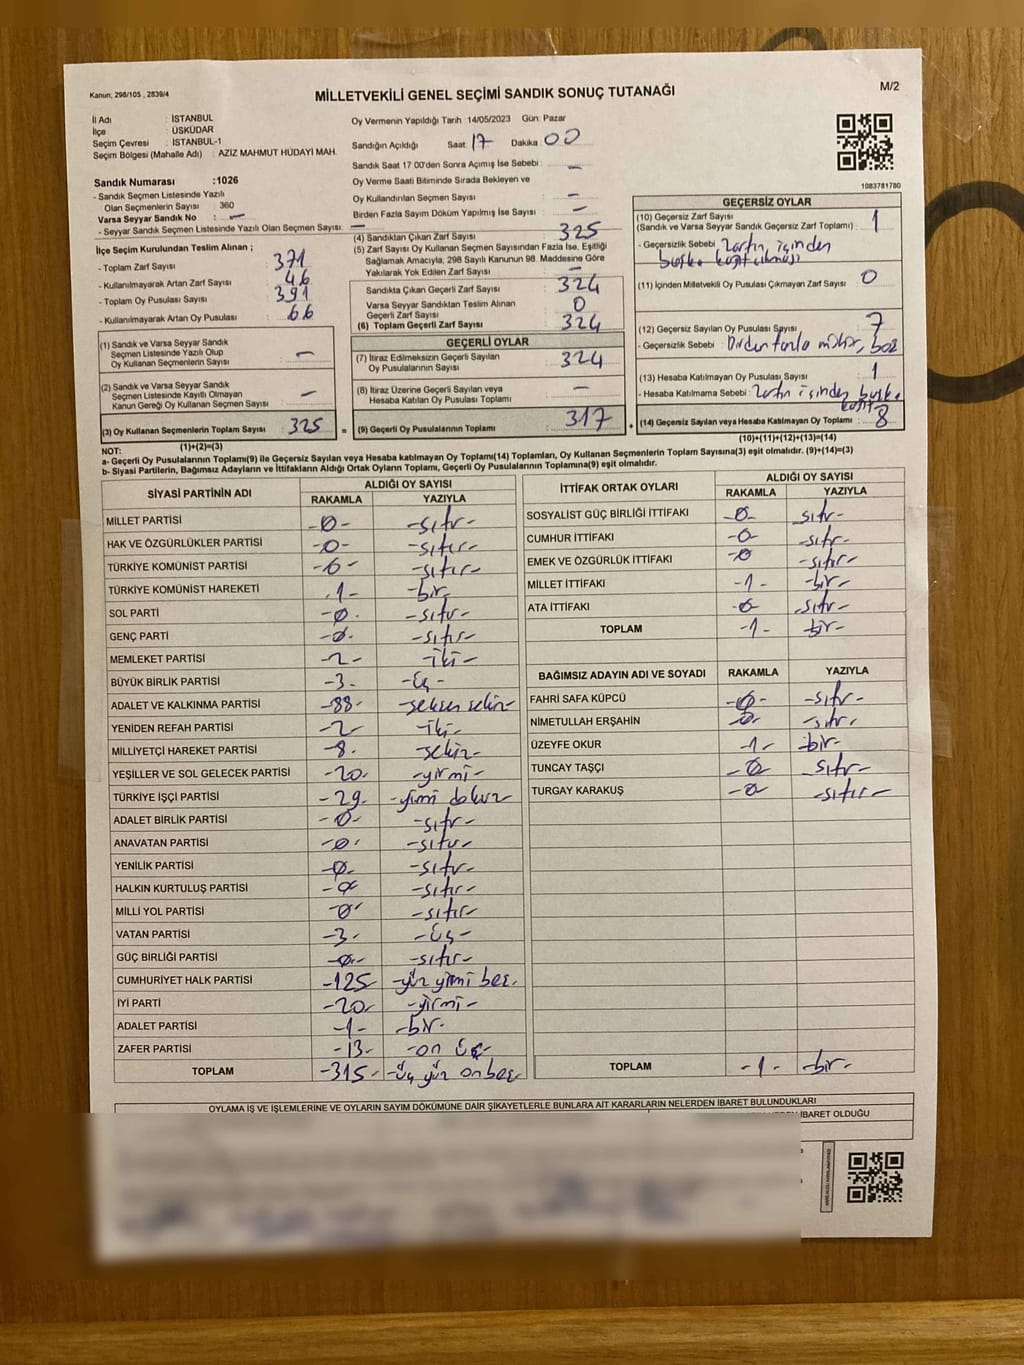 Kanun; 298/105 , 2839/4
MİLLETVEKİLİ GENEL SEÇİMİ SANDIK SONUÇ TUTANAĞI
M/2
İl Adı : İSTANBUL
İlçe : ÜSKÜDAR
Seçim Çevresi : İSTANBUL-1
Seçim Bölgesi (Mahalle Adı) : AZİZ MAHMUT HÜDAYİ MAH.
Sandık Numarası :1026
- Sandık Seçmen Listesinde Yazılı
Olan Seçmenlerin Sayısı : 360
Varsa Seyyar Sandık No : —
- Seyyar Sandık Seçmen Listesinde Yazılı Olan Seçmen Sayısı: —
İlçe Seçim Kurulundan Teslim Alınan ;
- Toplam Zarf Sayısı : 371
- Kullanılmayarak Artan Zarf Sayısı : 46
- Toplam Oy Pusulası Sayısı : 391
- Kullanılmayarak Artan Oy Pusulası : 66
(1) Sandık ve Varsa Seyyar Sandık
Seçmen Listesinde Yazılı Olup
Oy Kullanan Seçmenlerin Sayısı : —
(2) Sandık ve Varsa Seyyar Sandık
Seçmen Listesinde Kayıtlı Olmayan
Kanun Gereği Oy Kullanan Seçmen Sayısı : —
(3) Oy Kullanan Seçmenlerin Toplam Sayısı : 325
(1)+(2)=(3)
Oy Vermenin Yapıldığı Tarih :14/05/2023 Gün: Pazar
Sandığın Açıldığı Saat 17 Dakika 00
Sandık Saat 17:00'den Sonra Açımış İse Sebebi : —
Oy Verme Saati Bitiminde Sırada Bekleyen ve
Oy Kullandırılan Seçmen Sayısı : —
Birden Fazla Sayım Döküm Yapılmış İse Sayısı : —
(4) Sandıktan Çıkan Zarf Sayısı : 325
(5) Zarf Sayısı Oy Kullanan Seçmen Sayısından Fazla İse, Eşitliği
Sağlamak Amacıyla; 298 Sayılı Kanunun 98. Maddesine Göre
Yakılarak Yok Edilen Zarf Sayısı : —
Sandıkta Çıkan Geçerli Zarf Sayısı : 324
Varsa Seyyar Sandıktan Teslim Alınan
Geçerli Zarf Sayısı : 0
(6) Toplam Geçerli Zarf Sayısı : 324
GEÇERLİ OYLAR
(7) İtiraz Edilmeksizin Geçerli Sayılan
Oy Pusulalarının Sayısı : 324
(8) İtiraz Üzerine Geçerli Sayılan veya
Hesaba Katılan Oy Pusulası Toplamı : —
= (9) Geçerli Oy Pusulalarının Toplamı : 317
1083781780
GEÇERSİZ OYLAR
(10) Geçersiz Zarf Sayısı
(Sandık ve Varsa Seyyar Sandık Geçersiz Zarf Toplamı) : 1
- Geçersizlik Sebebi : Zarfın içinden
başka kağıt çıkmıştır
(11) İçinden Milletvekili Oy Pusulası Çıkmayan Zarf Sayısı : 0
(12) Geçersiz Sayılan Oy Pusulası Sayısı : 7
- Geçersizlik Sebebi : Birden fazla mühür, boş
(13) Hesaba Katılmayan Oy Pusulası Sayısı : 1
- Hesaba Katılmama Sebebi : Zarfın içinden başka
kağıt
+ (14) Geçersiz Sayılan veya Hesaba Katılmayan Oy Toplamı : 8
(10)+(11)+(12)+(13)=(14)
NOT:
a- Geçerli Oy Pusulalarının Toplamı(9) ile Geçersiz Sayılan veya Hesaba katılmayan Oy Toplamı(14) Toplamları, Oy Kullanan Seçmenlerin Toplam Sayısına(3) eşit olmalıdır. (9)+(14)=(3)
b- Siyasi Partilerin, Bağımsız Adayların ve İttifakların Aldığı Ortak Oyların Toplamı, Geçerli Oy Pusulalarının Toplamına(9) eşit olmalıdır.
SİYASİ PARTİNİN ADI ALDIĞI OY SAYISI
RAKAMLA YAZIYLA
MİLLET PARTİSİ -0- -sıfır-
HAK VE ÖZGÜRLÜKLER PARTİSİ -0- -sıfır-
TÜRKİYE KOMÜNİST PARTİSİ -0- -sıfır-
TÜRKİYE KOMÜNİST HAREKETİ -1- -bir-
SOL PARTİ -0- -sıfır-
GENÇ PARTİ -0- -sıfır-
MEMLEKET PARTİSİ -2- -iki-
BÜYÜK BİRLİK PARTİSİ -3- -üç-
ADALET VE KALKINMA PARTİSİ -88- -seksen sekiz-
YENİDEN REFAH PARTİSİ -2- -iki-
MİLLİYETÇİ HAREKET PARTİSİ -8- -sekiz-
YEŞİLLER VE SOL GELECEK PARTİSİ -20- -yirmi-
TÜRKİYE İŞÇİ PARTİSİ -29- -yirmi dokuz
ADALET BİRLİK PARTİSİ -0- -sıfır-
ANAVATAN PARTİSİ -0- -sıfır-
YENİLİK PARTİSİ -0- -sıfır-
HALKIN KURTULUŞ PARTİSİ -0- -sıfır-
MİLLİ YOL PARTİSİ -0- -sıfır-
VATAN PARTİSİ -3- -üç-
GÜÇ BİRLİĞİ PARTİSİ -0- -sıfır-
CUMHURİYET HALK PARTİSİ -125 -yüz yirmi beş-
İYİ PARTİ -20- -yirmi-
ADALET PARTİSİ -1- -bir-
ZAFER PARTİSİ -13- -on üç-
TOPLAM -315- -üç yüz on beş
İTTİFAK ORTAK OYLARI ALDIĞI OY SAYISI
RAKAMLA YAZIYLA
SOSYALİST GÜÇ BİRLİĞİ İTTİFAKI -0- -sıfır-
CUMHUR İTTİFAKI -0- -sıfır-
EMEK VE ÖZGÜRLÜK İTTİFAKI -0- -sıfır-
MİLLET İTTİFAKI -1- -bir-
ATA İTTİFAKI -0- -sıfır-
TOPLAM -1- -bir-
BAĞIMSIZ ADAYIN ADI VE SOYADI RAKAMLA YAZIYLA
FAHRİ SAFA KÜPCÜ -0- -sıfır-
NİMETULLAH ERŞAHİN -0- -sıfır-
ÜZEYFE OKUR -1- -bir-
TUNCAY TAŞÇI -0- -sıfır-
TURGAY KARAKUŞ -0- -sıfır-
TOPLAM -1- -bir-
OYLAMA İŞ VE İŞLEMLERİNE VE OYLARIN SAYIM DÖKÜMÜNE DAİR ŞİKAYETLERLE BUNLARA AİT KARARLARIN NELERDEN İBARET BULUNDUKLARI
İBARET OLDUĞU